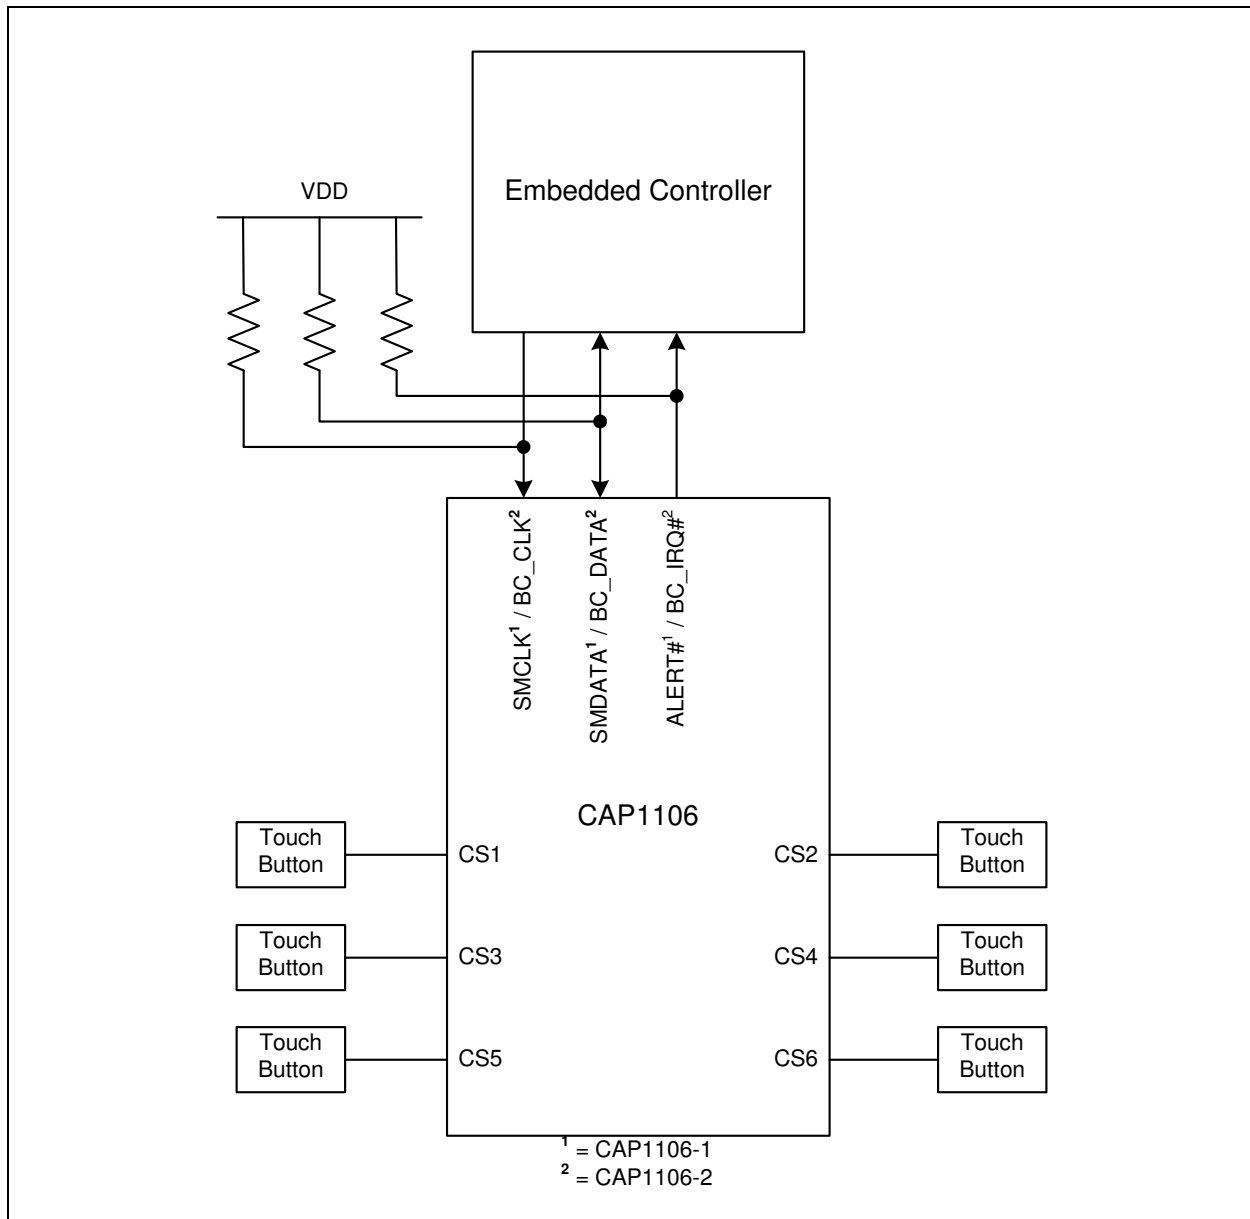 Embedded Controller
VDD
SMCLK¹ / BC_CLK²
SMDATA¹ / BC_DATA²
ALERT#¹ / BC_IRQ#²
CAP1106
Touch
Button
CS1
CS2
Touch
Button
Touch
Button
CS3
CS4
Touch
Button
Touch
Button
CS5
CS6
Touch
Button
¹ = CAP1106-1
² = CAP1106-2